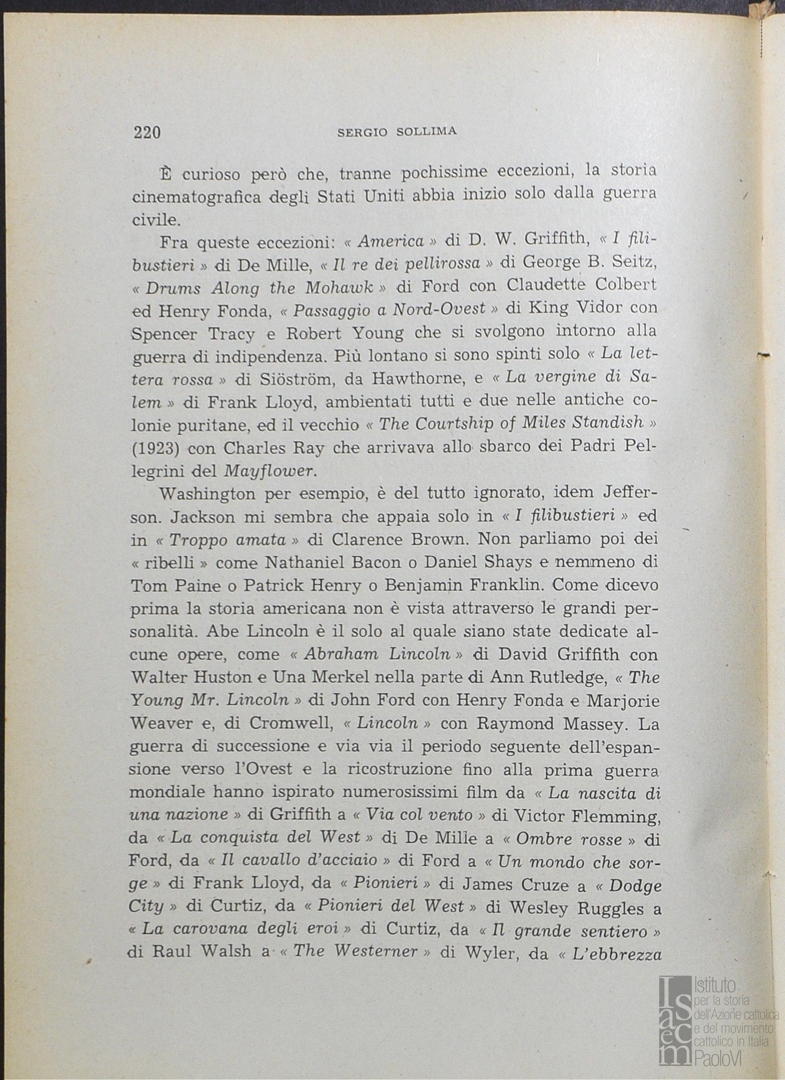 220
SERGIO SOLLIMA
È curioso però che, tranne pochissime eccezioni, la storia
cinematografica degli Stati Uniti abbia inizio solo dalla guerra
civile.
Fra queste eccezioni: « America » di D. W. Griffith, « I fili-
bustieri » di De Mille, « Il re dei pellirossa » di George B. Seitz,
« Drums Along the Mohawk » di Ford con Claudette Colbert
ed Henry Fonda, « Passaggio a Nord-Ovest » di King Vidor con
Spencer Tracy e Robert Young che si svolgono intorno alla
guerra di indipendenza. Più lontano si sono spinti solo « La let-
tera rossa » di Siöström, da Hawthorne, e « La vergine di Sa-
lem » di Frank Lloyd, ambientati tutti e due nelle antiche co-
lonie puritane, ed il vecchio « The Courtship of Miles Standish »
(1923) con Charles Ray che arrivava allo sbarco dei Padri Pel-
legrini del Mayflower.
Washington per esempio, è del tutto ignorato, idem Jeffer-
son. Jackson mi sembra che appaia solo in « I filibustieri » ed
in « Troppo amata » di Clarence Brown. Non parliamo poi dei
« ribelli » come Nathaniel Bacon o Daniel Shays e nemmeno di
Tom Paine o Patrick Henry o Benjamin Franklin. Come dicevo
prima la storia americana non è vista attraverso le grandi per-
sonalità. Abe Lincoln è il solo al quale siano state dedicate al-
cune opere, come « Abraham Lincoln » di David Griffith con
Walter Huston e Una Merkel nella parte di Ann Rutledge, « The
Young Mr. Lincoln » di John Ford con Henry Fonda e Marjorie
Weaver e, di Cromwell, « Lincoln » con Raymond Massey. La
guerra di successione e via via il periodo seguente dell'espan-
sione verso l'Ovest e la ricostruzione fino alla prima guerra
mondiale hanno ispirato numerosissimi film da « La nascita di
una nazione » di Griffith a « Via col vento » di Victor Flemming,
da « La conquista del West » di De Mille a « Ombre rosse » di
Ford, da « Il cavallo d'acciaio » di Ford a « Un mondo che sor-
ge » di Frank Lloyd, da « Pionieri » di James Cruze a « Dodge
City » di Curtiz, da « Pionieri del West » di Wesley Ruggles a
« La carovana degli eroi » di Curtiz, da « Il grande sentiero »
di Raul Walsh a « The Westerner » di Wyler, da « L'ebbrezza
Isacem
Istituto
per la storia
dell'Azione cattolica
e del movimento
cattolico in Italia
PaoloVI